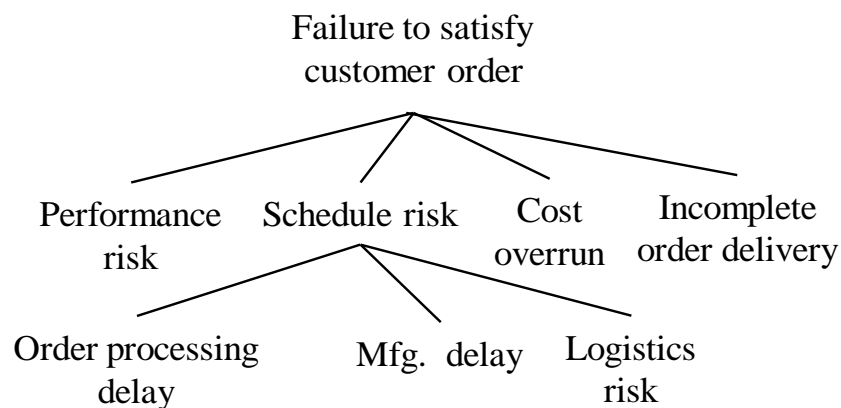 Failure to satisfy
customer order
Performance
risk
Schedule risk
Cost
overrun
Incomplete
order delivery
Order processing
delay
Mfg. delay
Logistics
risk